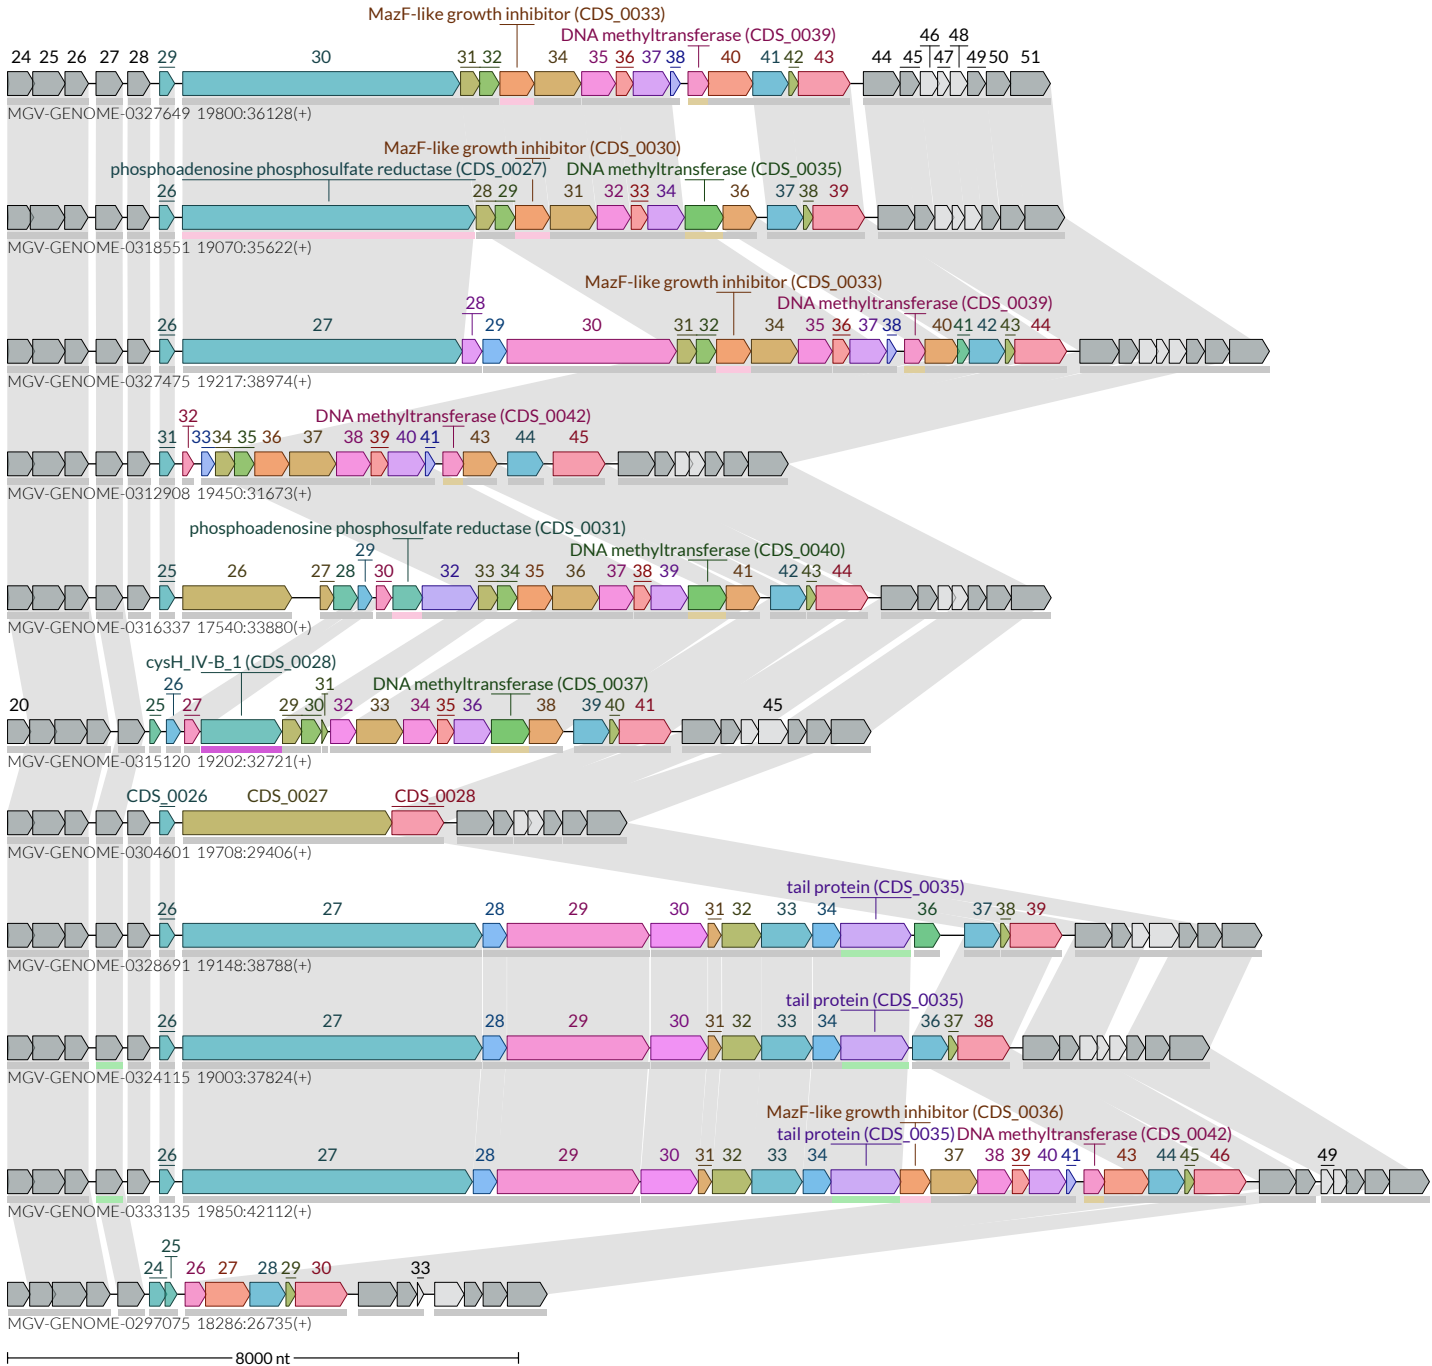 MazF-like growth inhibitor (CDS_0033)
DNA methyltransferase (CDS_0039) 46 48
24 25 26 27 28 29 30 31 32 34 35 36 37 38 40 41 42 43 44 45 47 49 50 51
MGV-GENOME-0327649 19800:36128(+)
MazF-like growth inhibitor (CDS_0030)
phosphoadenosine phosphosulfate reductase (CDS_0027) DNA methyltransferase (CDS_0035)
26 28 29 31 32 33 34 36 37 38 39
MGV-GENOME-0318551 19070:35622(+)
MazF-like growth inhibitor (CDS_0033)
28 DNA methyltransferase (CDS_0039)
26 27 29 30 31 32 34 35 36 37 38 40 41 42 43 44
MGV-GENOME-0327475 19217:38974(+)
32 DNA methyltransferase (CDS_0042)
31 33 34 35 36 37 38 39 40 41 43 44 45
MGV-GENOME-0312908 19450:31673(+)
phosphoadenosine phosphosulfate reductase (CDS_0031)
29 DNA methyltransferase (CDS_0040)
25 26 27 28 30 32 33 34 35 36 37 38 39 41 42 43 44
MGV-GENOME-0316337 17540:33880(+)
cysH_IV-B_1 (CDS_0028)
26 31 DNA methyltransferase (CDS_0037)
20 25 27 29 30 32 33 34 35 36 38 39 40 41 45
MGV-GENOME-0315120 19202:32721(+)
CDS_0026 CDS_0027 CDS_0028
MGV-GENOME-0304601 19708:29406(+)
tail protein (CDS_0035)
26 27 28 29 30 31 32 33 34 36 37 38 39
MGV-GENOME-0328691 19148:38788(+)
tail protein (CDS_0035)
26 27 28 29 30 31 32 33 34 36 37 38
MGV-GENOME-0324115 19003:37824(+)
MazF-like growth inhibitor (CDS_0036)
tail protein (CDS_0035) DNA methyltransferase (CDS_0042)
26 27 28 29 30 31 32 33 34 37 38 39 40 41 43 44 45 46 49
MGV-GENOME-0333135 19850:42112(+)
25
24 26 27 28 29 30 33
MGV-GENOME-0297075 18286:26735(+)
8000 nt